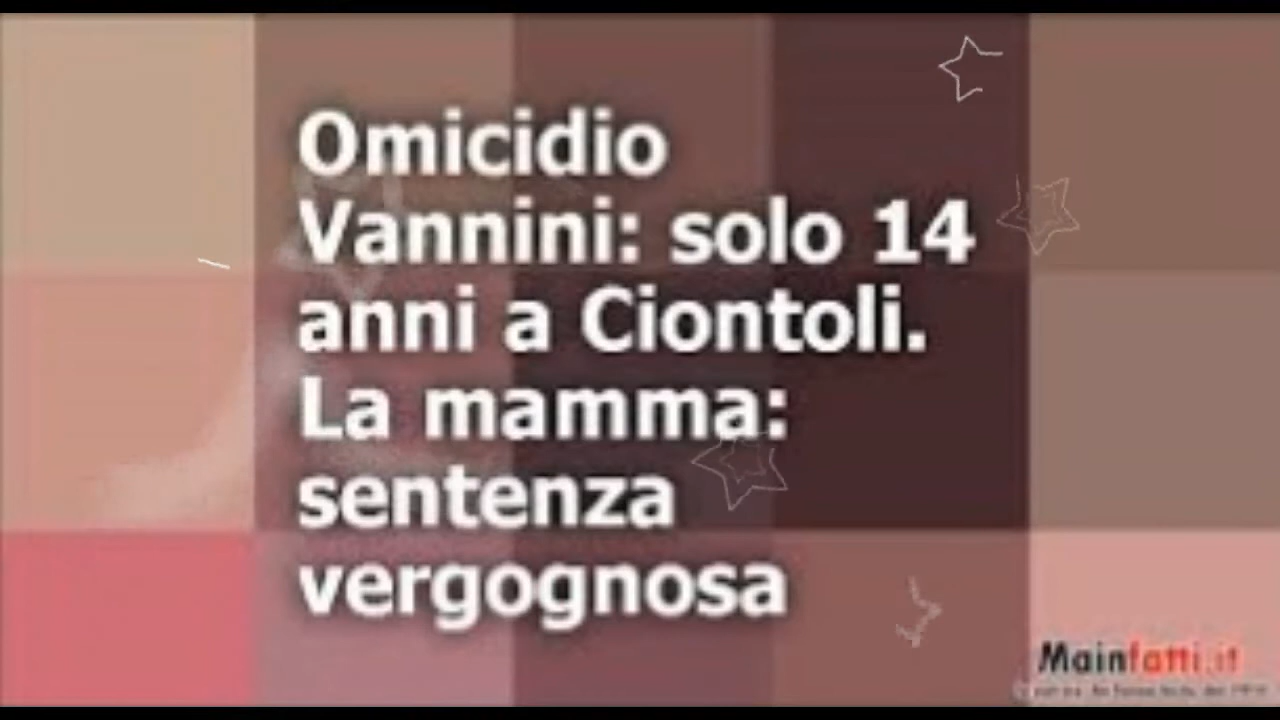 Omicidio
Vannini: solo 14
anni a Ciontoli.
La mamma:
sentenza
vergognosa
Mainfatti.it